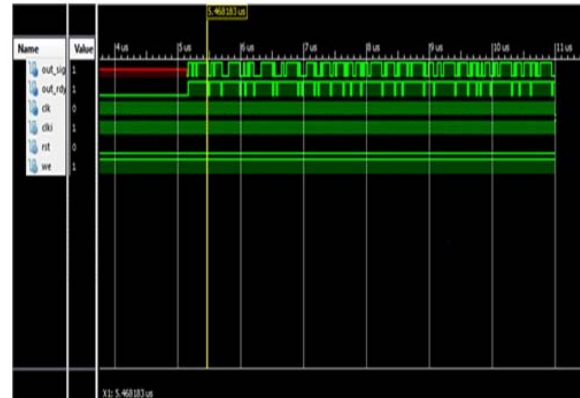 5.468183 us
Name Value 4 us 5 us 6 us 7 us 8 us 9 us 10 us 11 us
out_sig 1
out_rdy 1
clk 0
clki 1
rst 0
we 1
X1: 5.468183 us